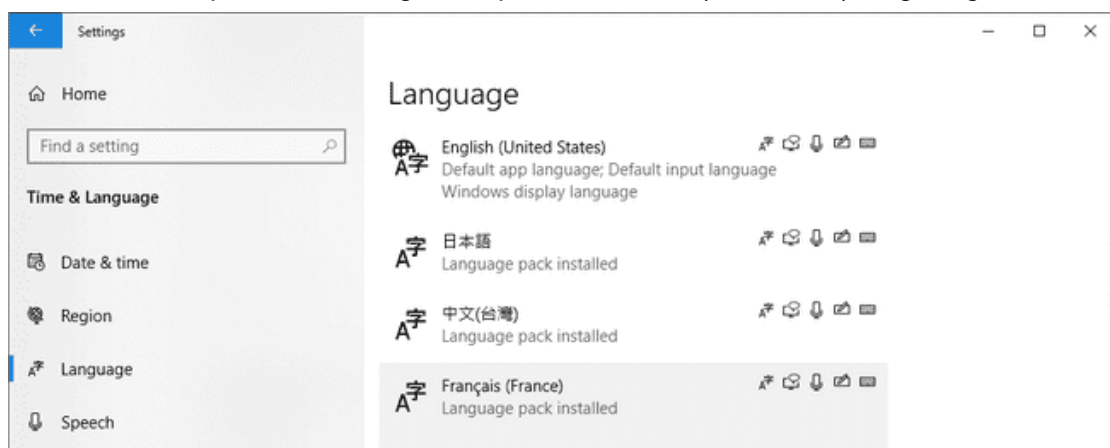 Settings
Home
Find a setting
Time & Language
Date & time
Region
Language
Speech
Language
English (United States)
Default app language; Default input language
Windows display language
日本語
Language pack installed
中文(台灣)
Language pack installed
Français (France)
Language pack installed